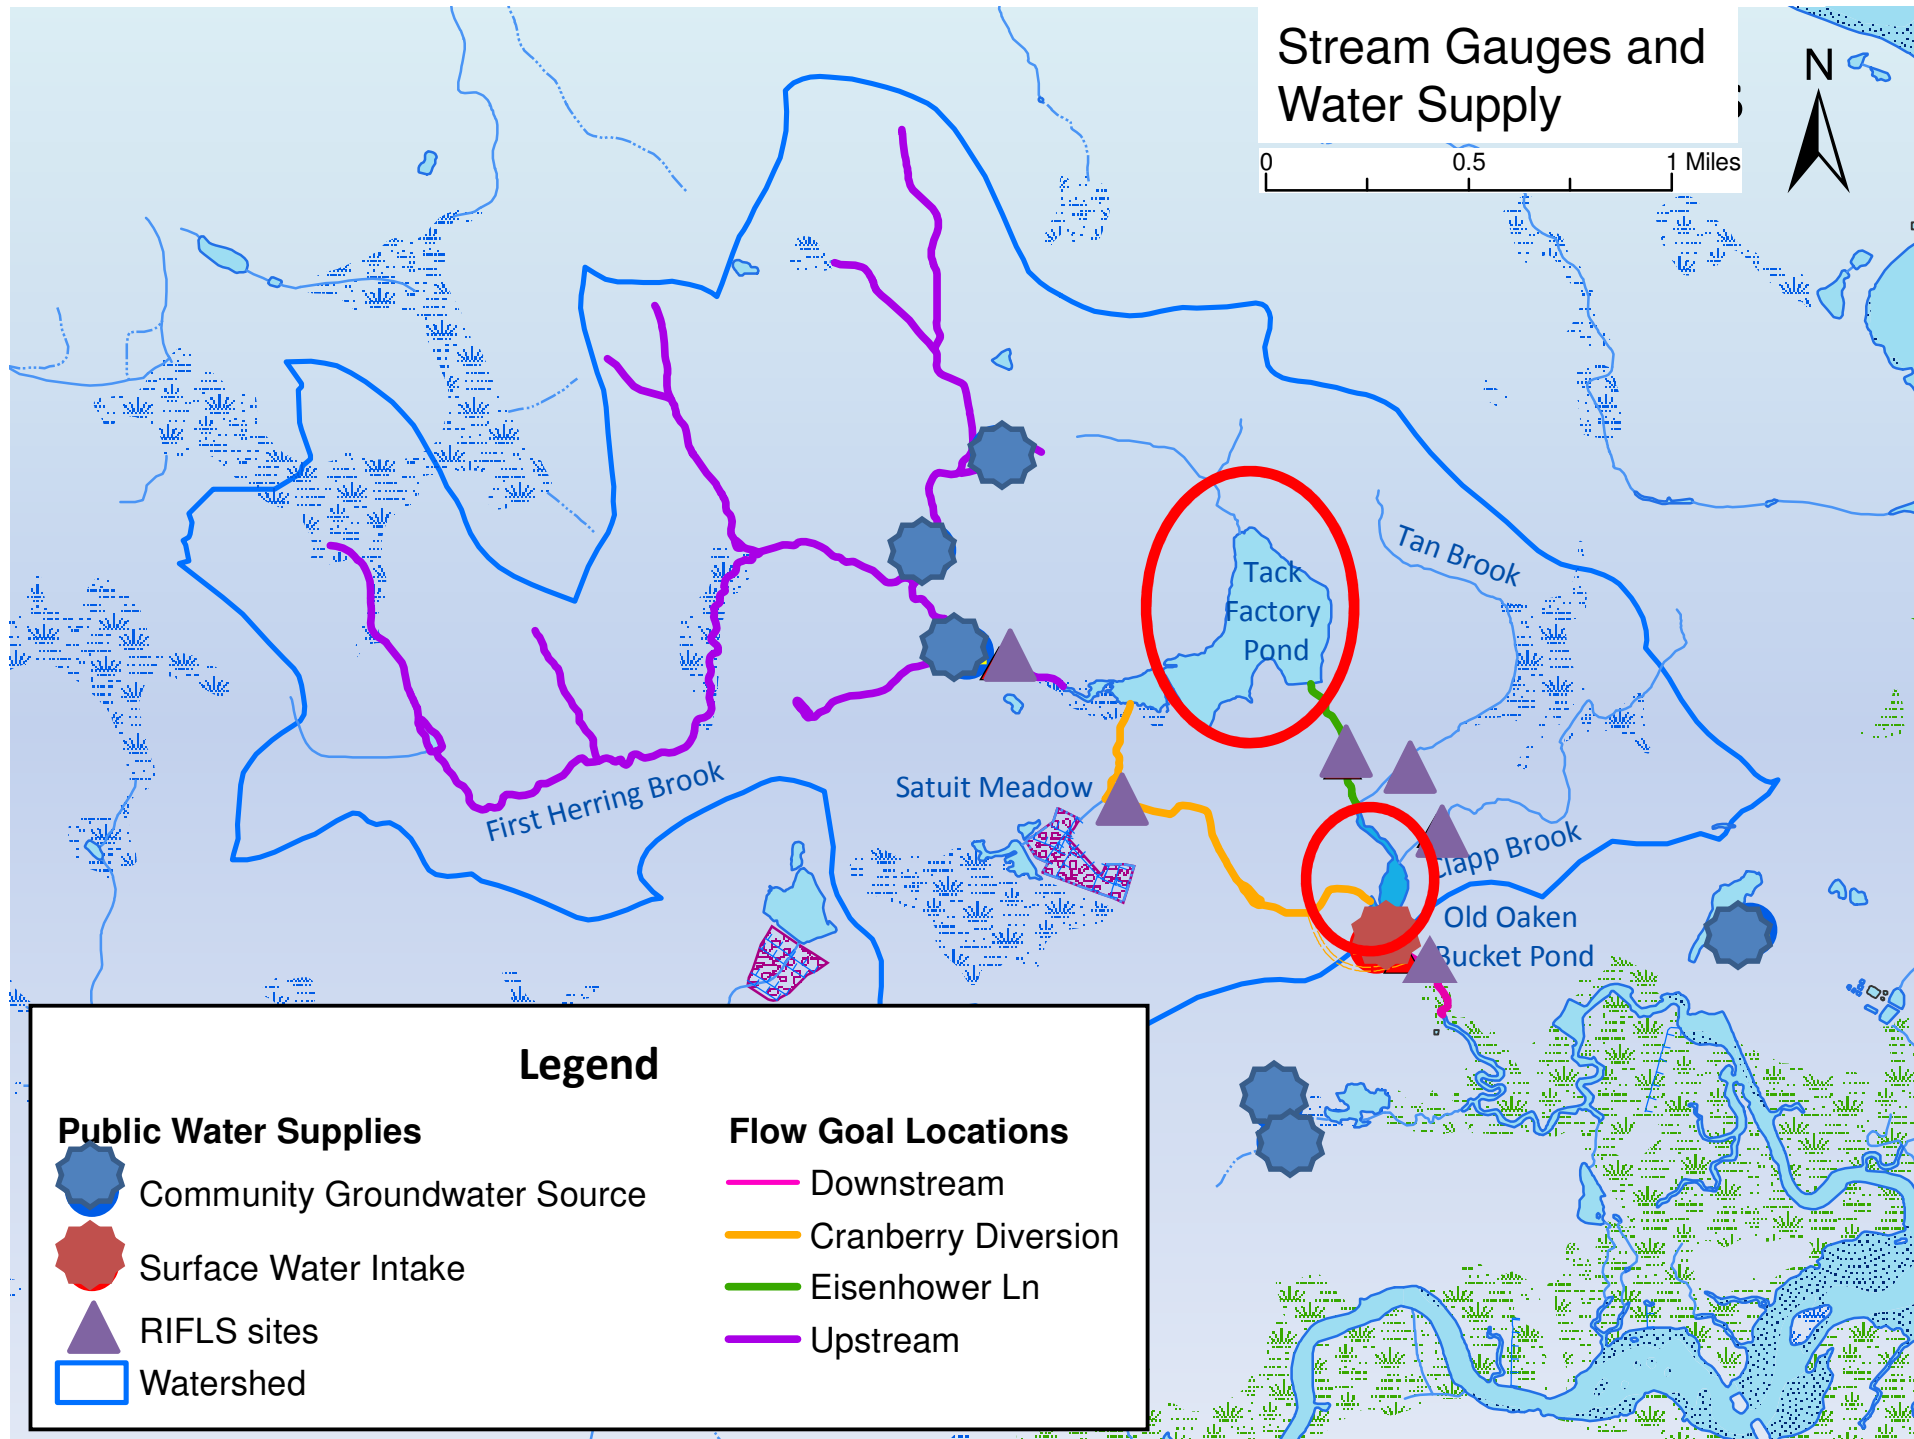 Stream Gauges and
Water Supply
N
0 0.5 1 Miles
Tan Brook
Tack
Factory
Pond
Satuit Meadow
First Herring Brook
Clapp Brook
Old Oaken
Bucket Pond
Legend
Public Water Supplies
Community Groundwater Source
Surface Water Intake
RIFLS sites
Watershed
Flow Goal Locations
Downstream
Cranberry Diversion
Eisenhower Ln
Upstream